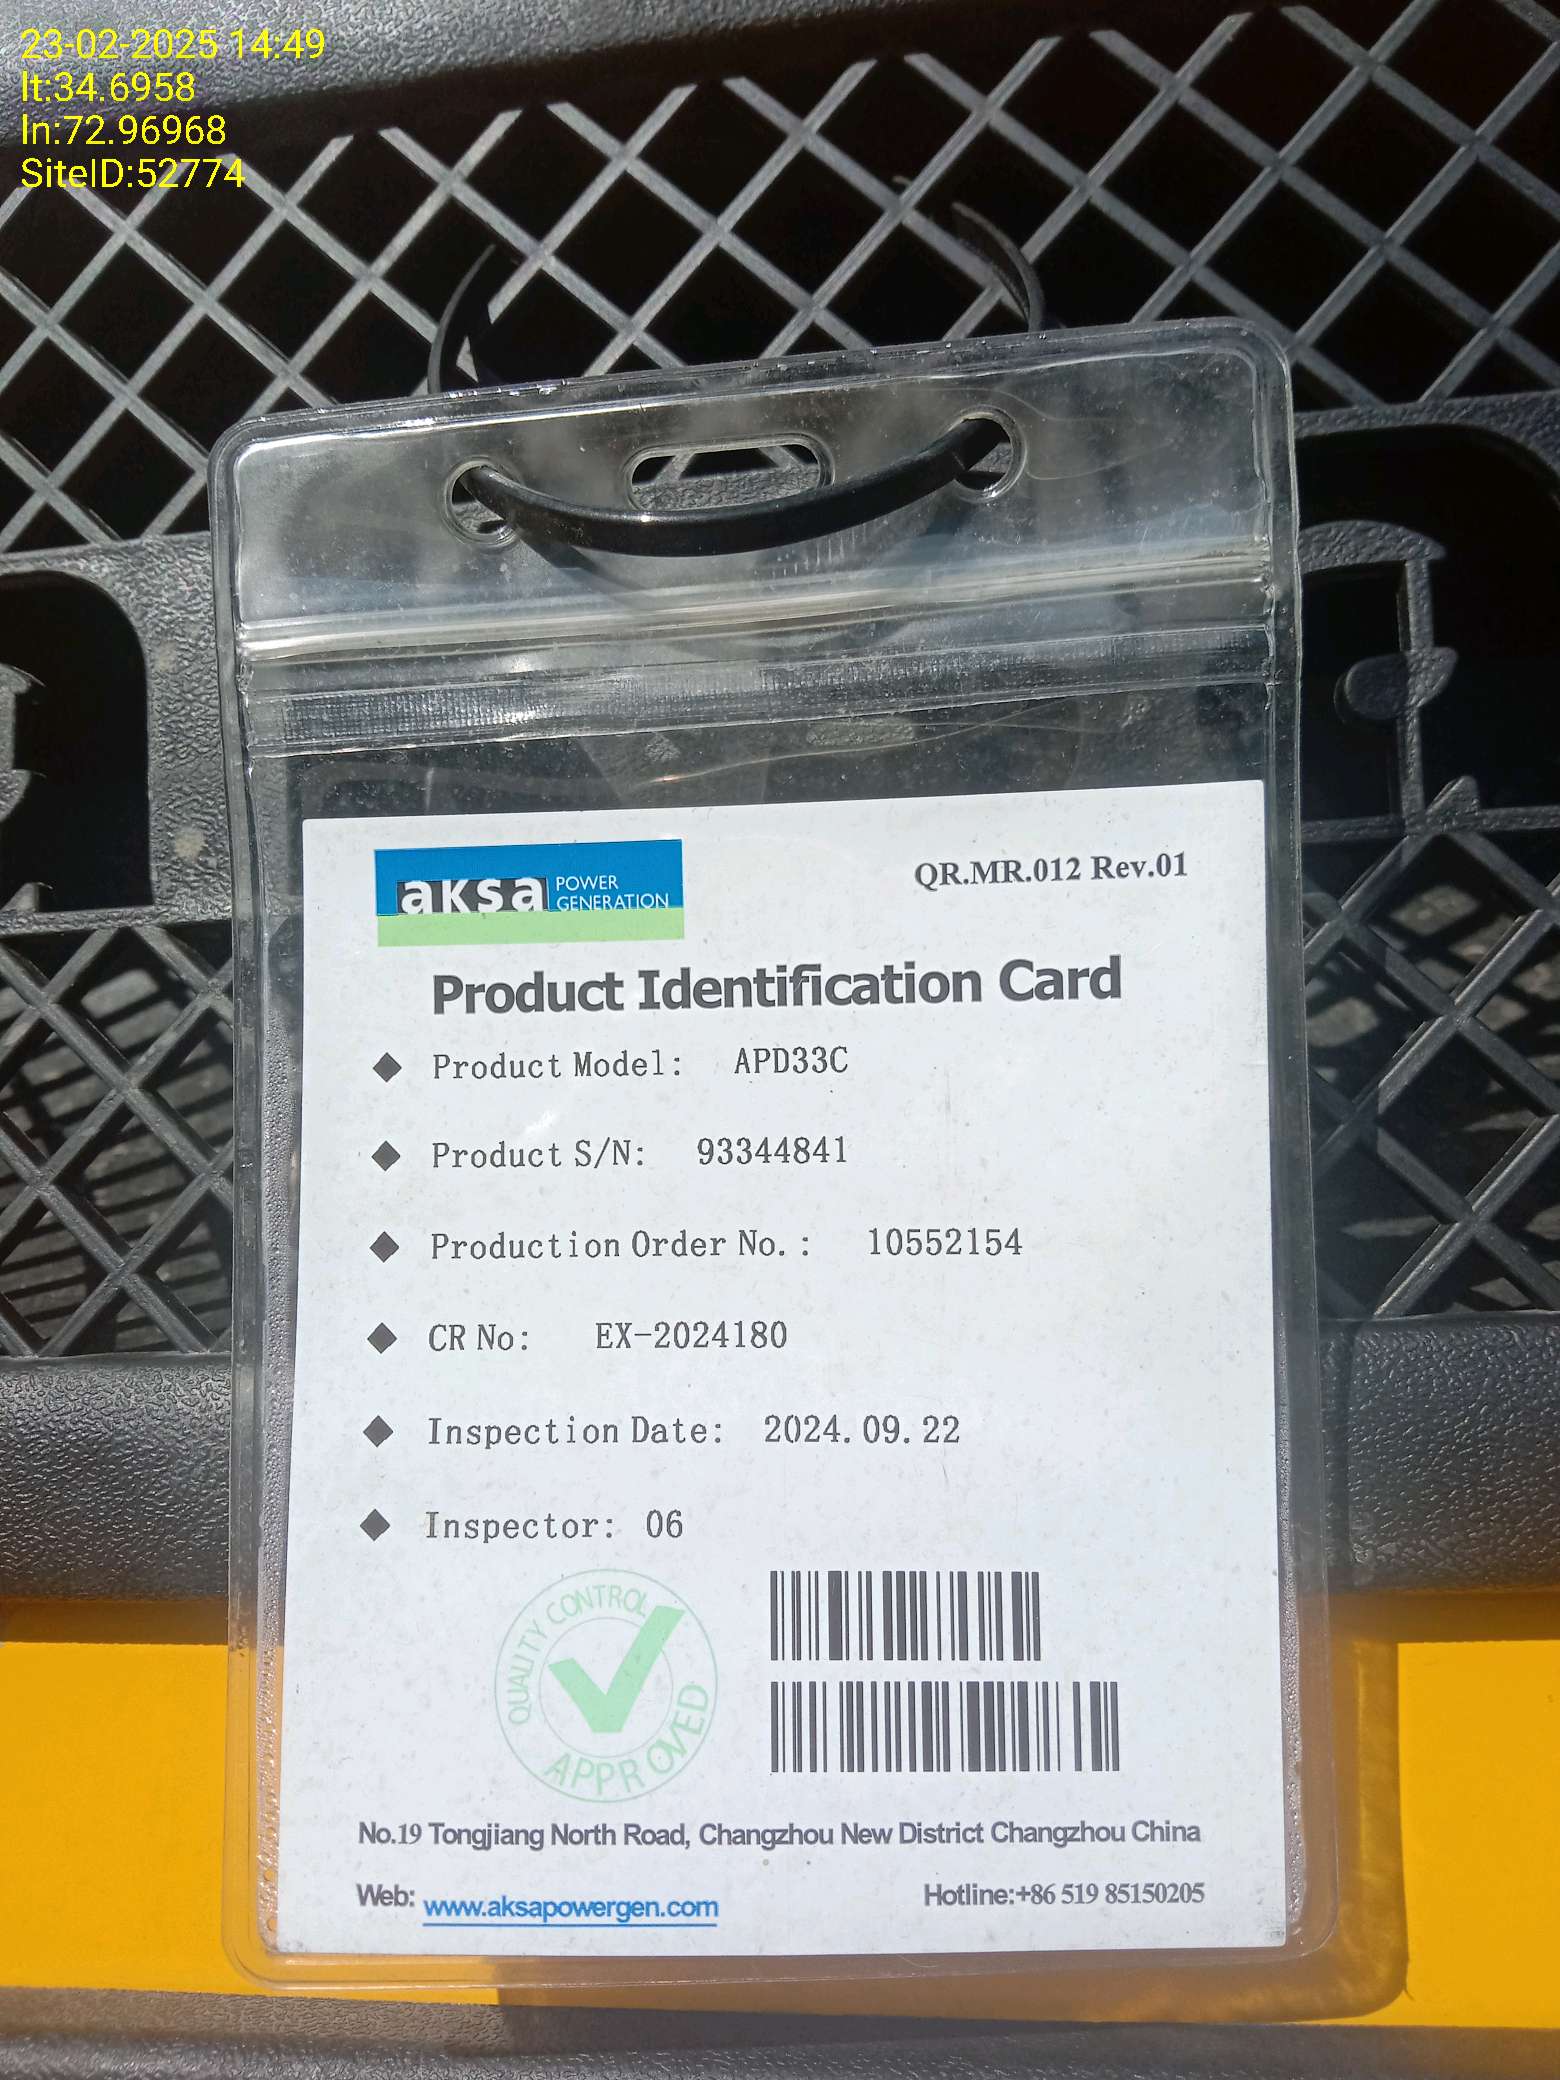 23-02-2025 14:49
lt:34.6958
ln:72.96968
SiteID:52774
aksa POWER GENERATION
QR.MR.012 Rev.01
Product Identification Card
◆ Product Model: APD33C
◆ Product S/N: 93344841
◆ Production Order No.: 10552154
◆ CR No: EX-2024180
◆ Inspection Date: 2024.09.22
◆ Inspector: 06
QUALITY CONTROL
APPROVED
No.19 Tongjiang North Road, Changzhou New District Changzhou China
Web: www.aksapowergen.com Hotline:+86 519 85150205